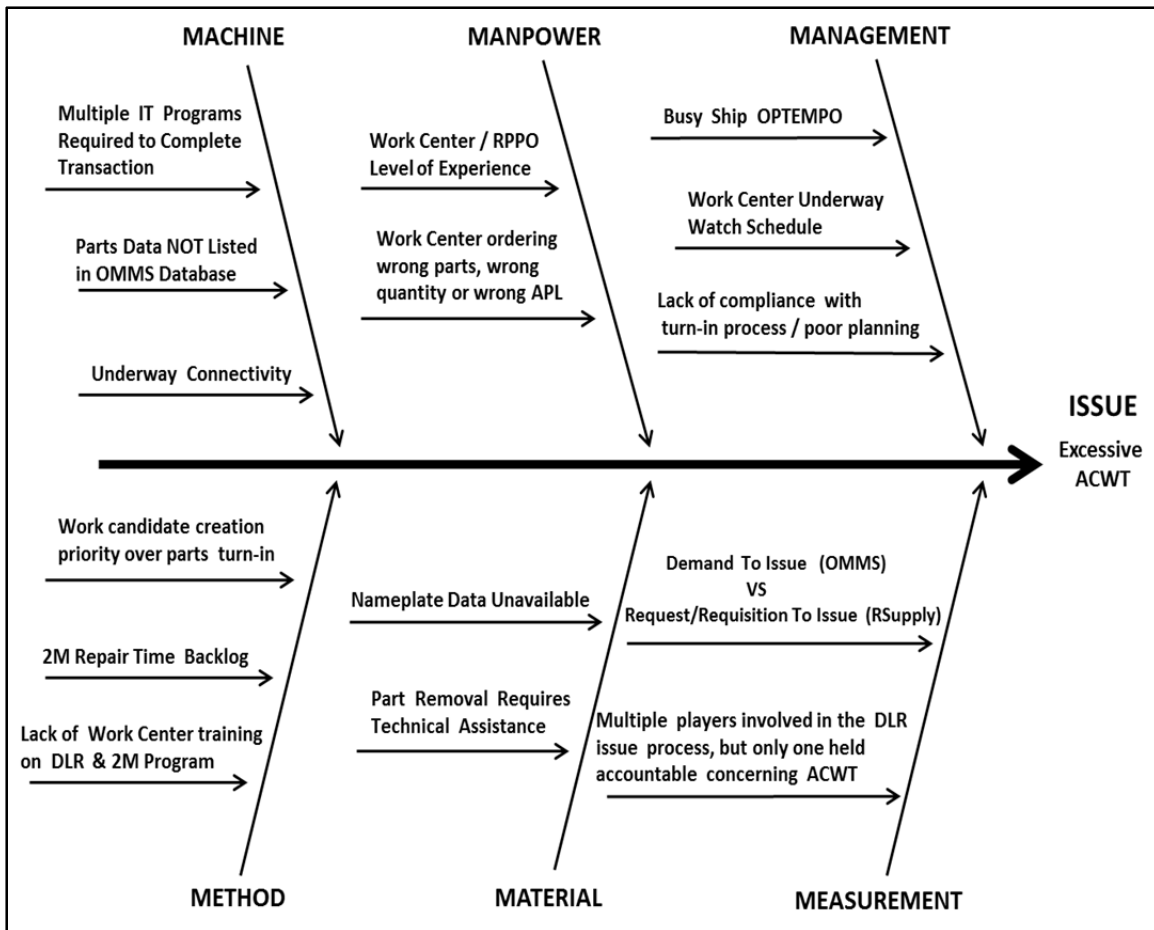 MACHINE
Multiple IT Programs
Required to Complete
Transaction
Parts Data NOT Listed
in OMMS Database
Underway Connectivity
MANPOWER
Work Center / RPPO
Level of Experience
Work Center ordering
wrong parts, wrong
quantity or wrong APL
MANAGEMENT
Busy Ship OPTEMPO
Work Center Underway
Watch Schedule
Lack of compliance with
turn-in process / poor planning
ISSUE
Excessive
ACWT
Work candidate creation
priority over parts turn-in
2M Repair Time Backlog
Lack of Work Center training
on DLR & 2M Program
METHOD
Nameplate Data Unavailable
Part Removal Requires
Technical Assistance
MATERIAL
Demand To Issue (OMMS)
VS
Request/Requisition To Issue (RSupply)
Multiple players involved in the DLR
issue process, but only one held
accountable concerning ACWT
MEASUREMENT